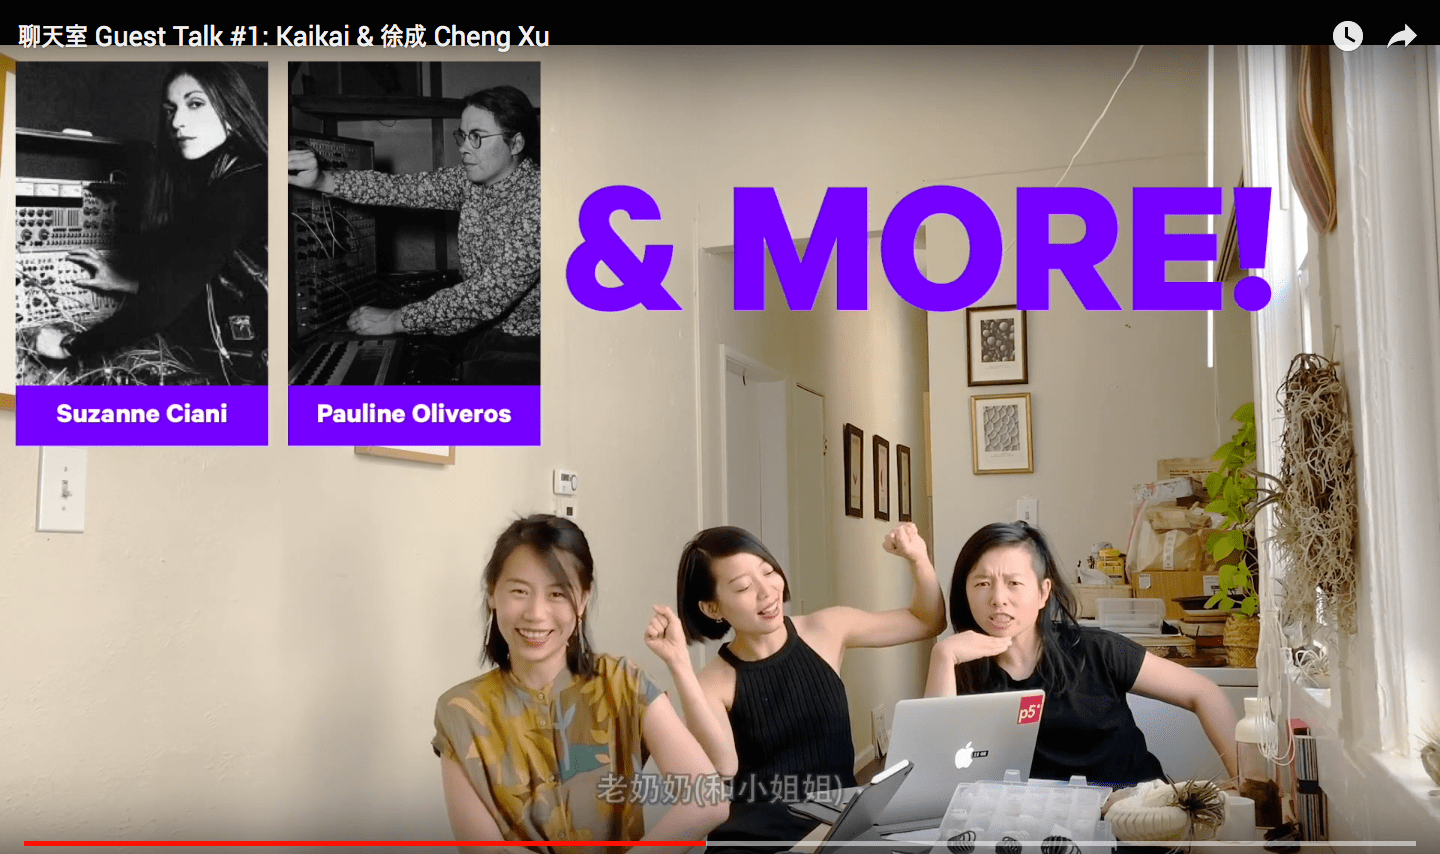 聊天室 Guest Talk #1: Kaikai & 徐成 Cheng Xu
& MORE!
Suzanne Ciani
Pauline Oliveros
p5*
老奶奶(和小姐姐)